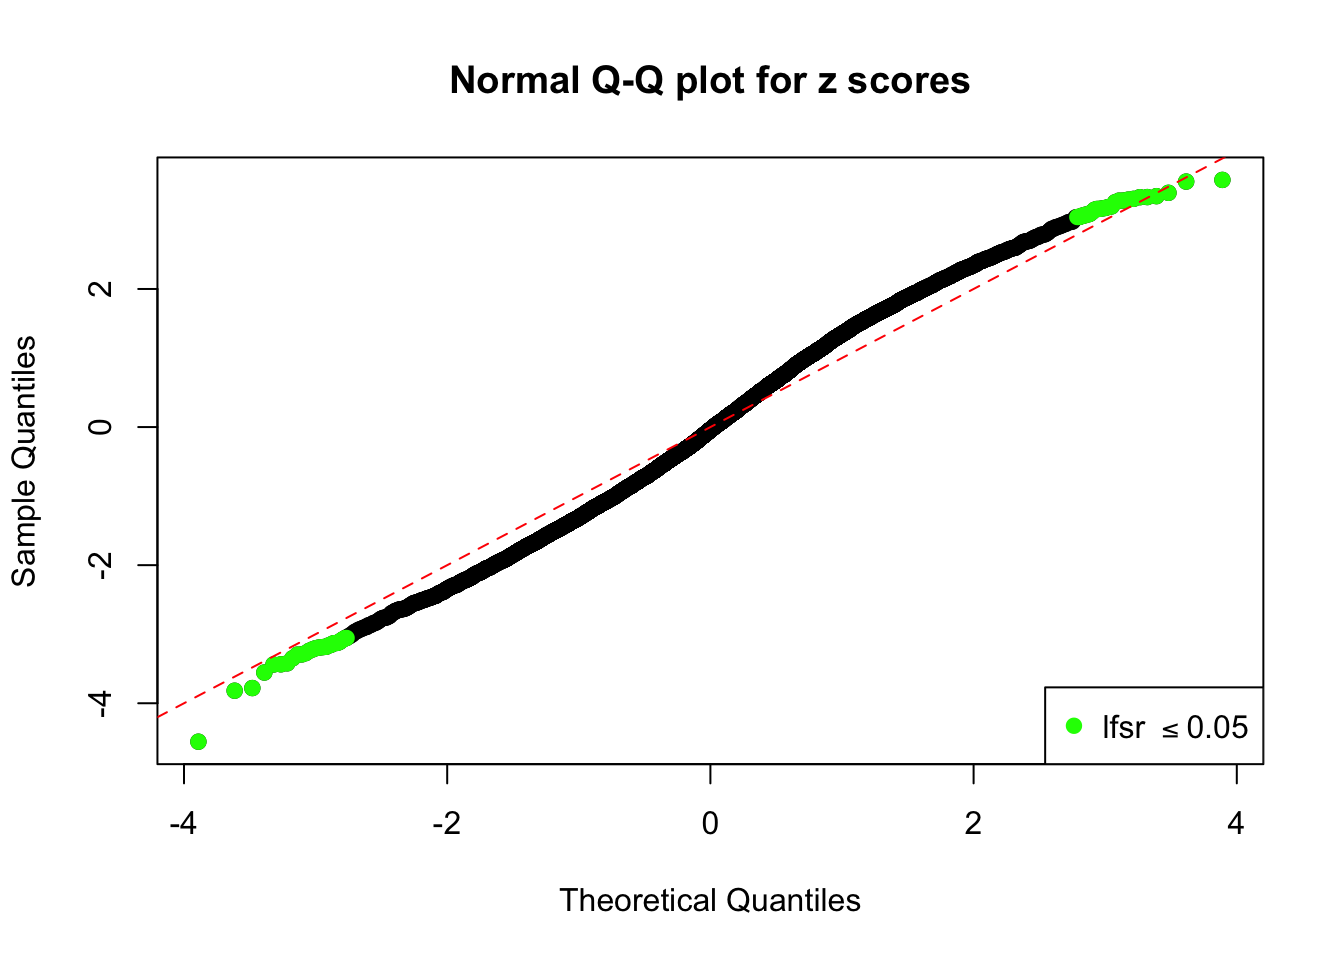 Normal Q-Q plot for z scores
Sample Quantiles
2
0
-2
-4
lfsr ≤ 0.05
-4 -2 0 2 4
Theoretical Quantiles